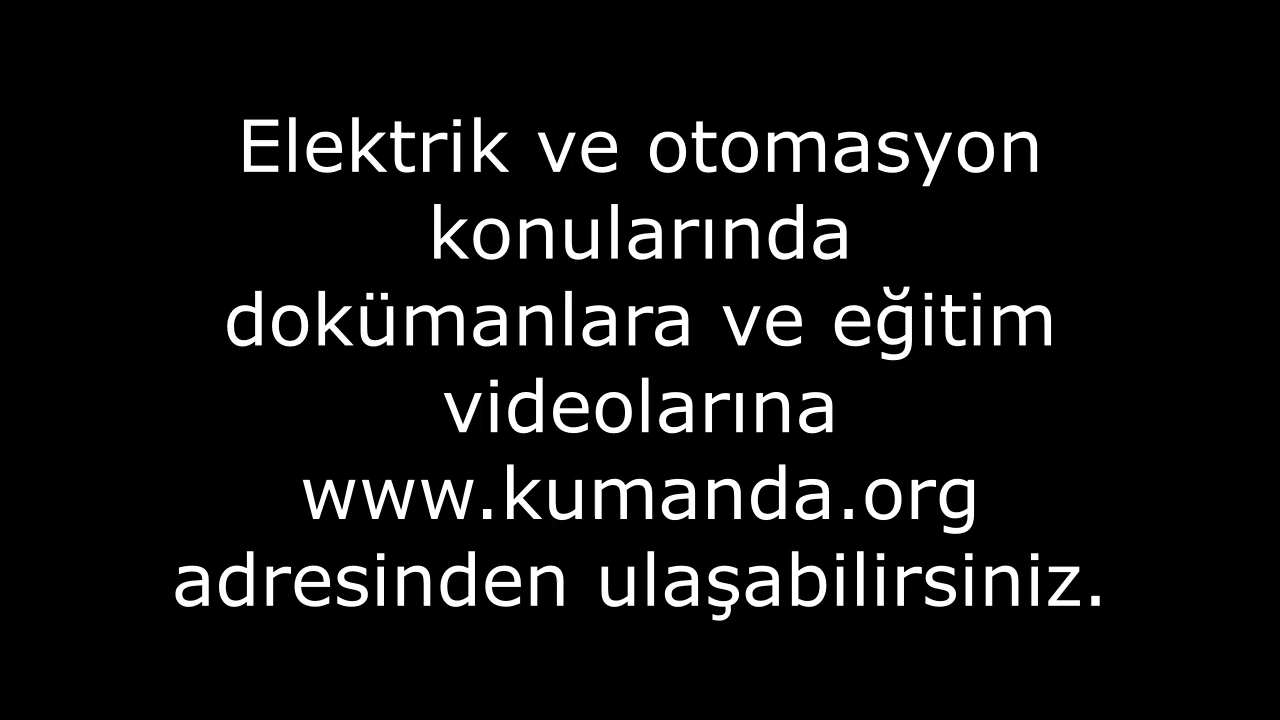 Elektrik ve otomasyon
konularında
dokümanlara ve eğitim
videolarına
www.kumanda.org
adresinden ulaşabilirsiniz.